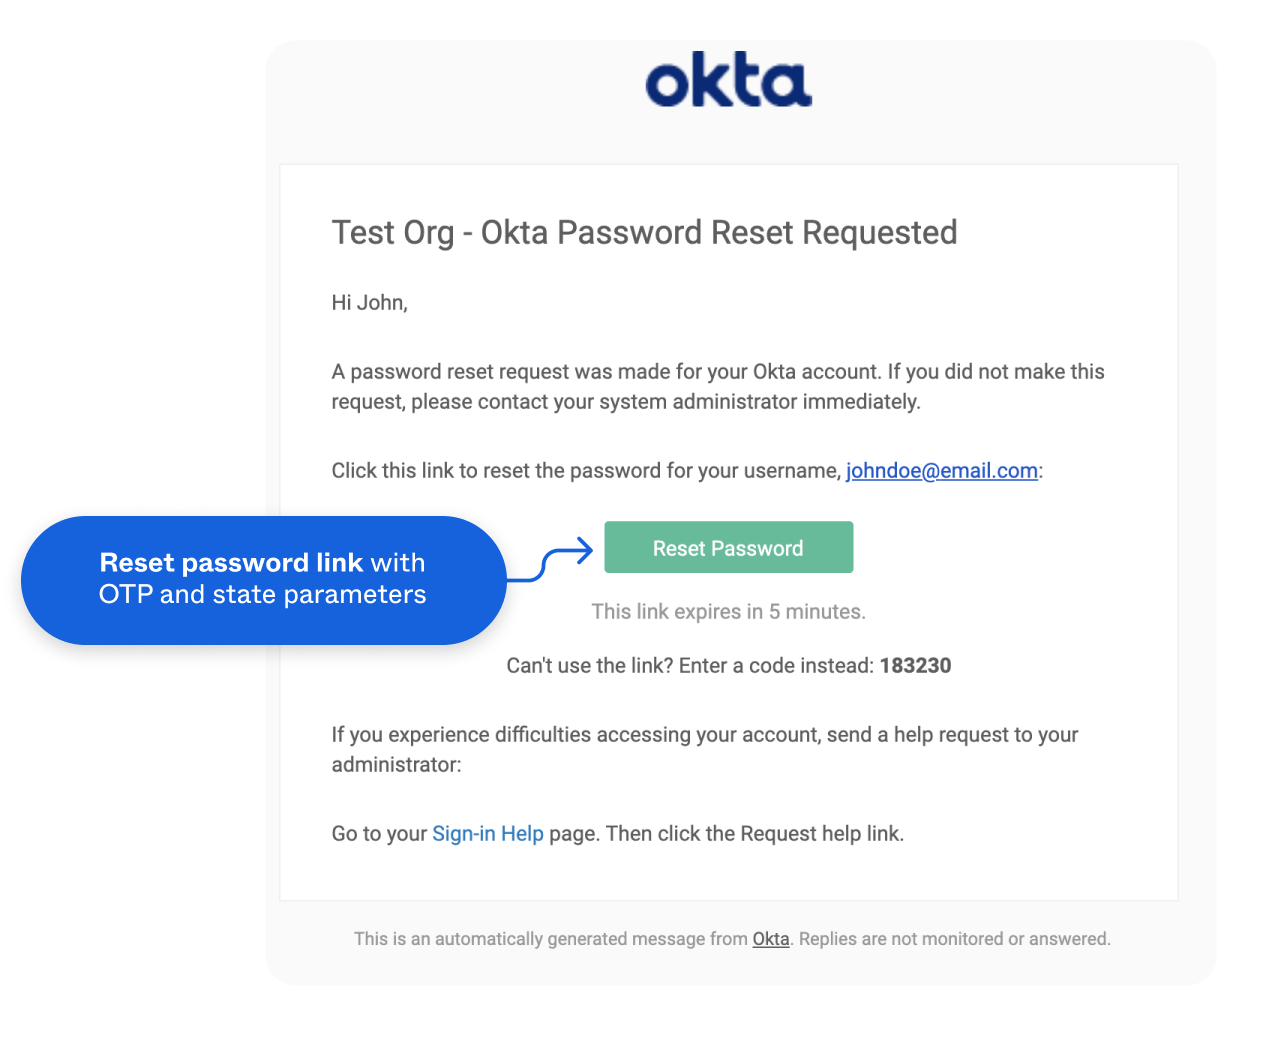 okta
Test Org - Okta Password Reset Requested
Hi John,
A password reset request was made for your Okta account. If you did not make this
request, please contact your system administrator immediately.
Click this link to reset the password for your username, johndoe@email.com:
Reset password link with
OTP and state parameters
Reset Password
This link expires in 5 minutes.
Can't use the link? Enter a code instead: 183230
If you experience difficulties accessing your account, send a help request to your
administrator:
Go to your Sign-in Help page. Then click the Request help link.
This is an automatically generated message from Okta. Replies are not monitored or answered.